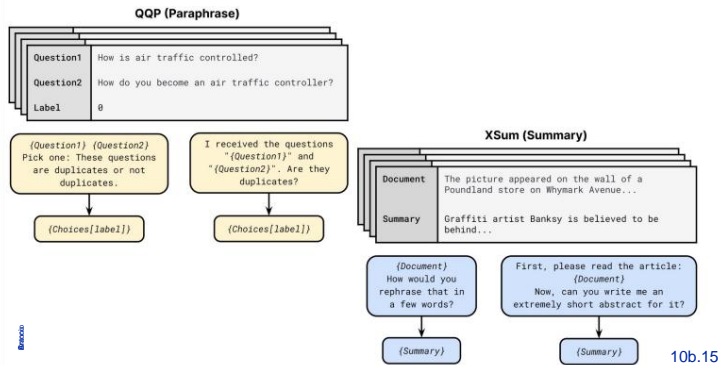 QQP (Paraphrase)
Question1 How is air traffic controlled?
Question2 How do you become an air traffic controller?
Label 0
{Question1} {Question2}
Pick one: These questions
are duplicates or not
duplicates.
{Choices[label]}
I received the questions
"{Question1}" and
"{Question2}". Are they
duplicates?
{Choices[label]}
XSum (Summary)
Document The picture appeared on the wall of a
Poundland store on Whymark Avenue...
Summary Graffiti artist Banksy is believed to be
behind...
{Document}
How would you
rephrase that in
a few words?
{Summary}
First, please read the article:
{Document}
Now, can you write me an
extremely short abstract for it?
{Summary}
10b.15